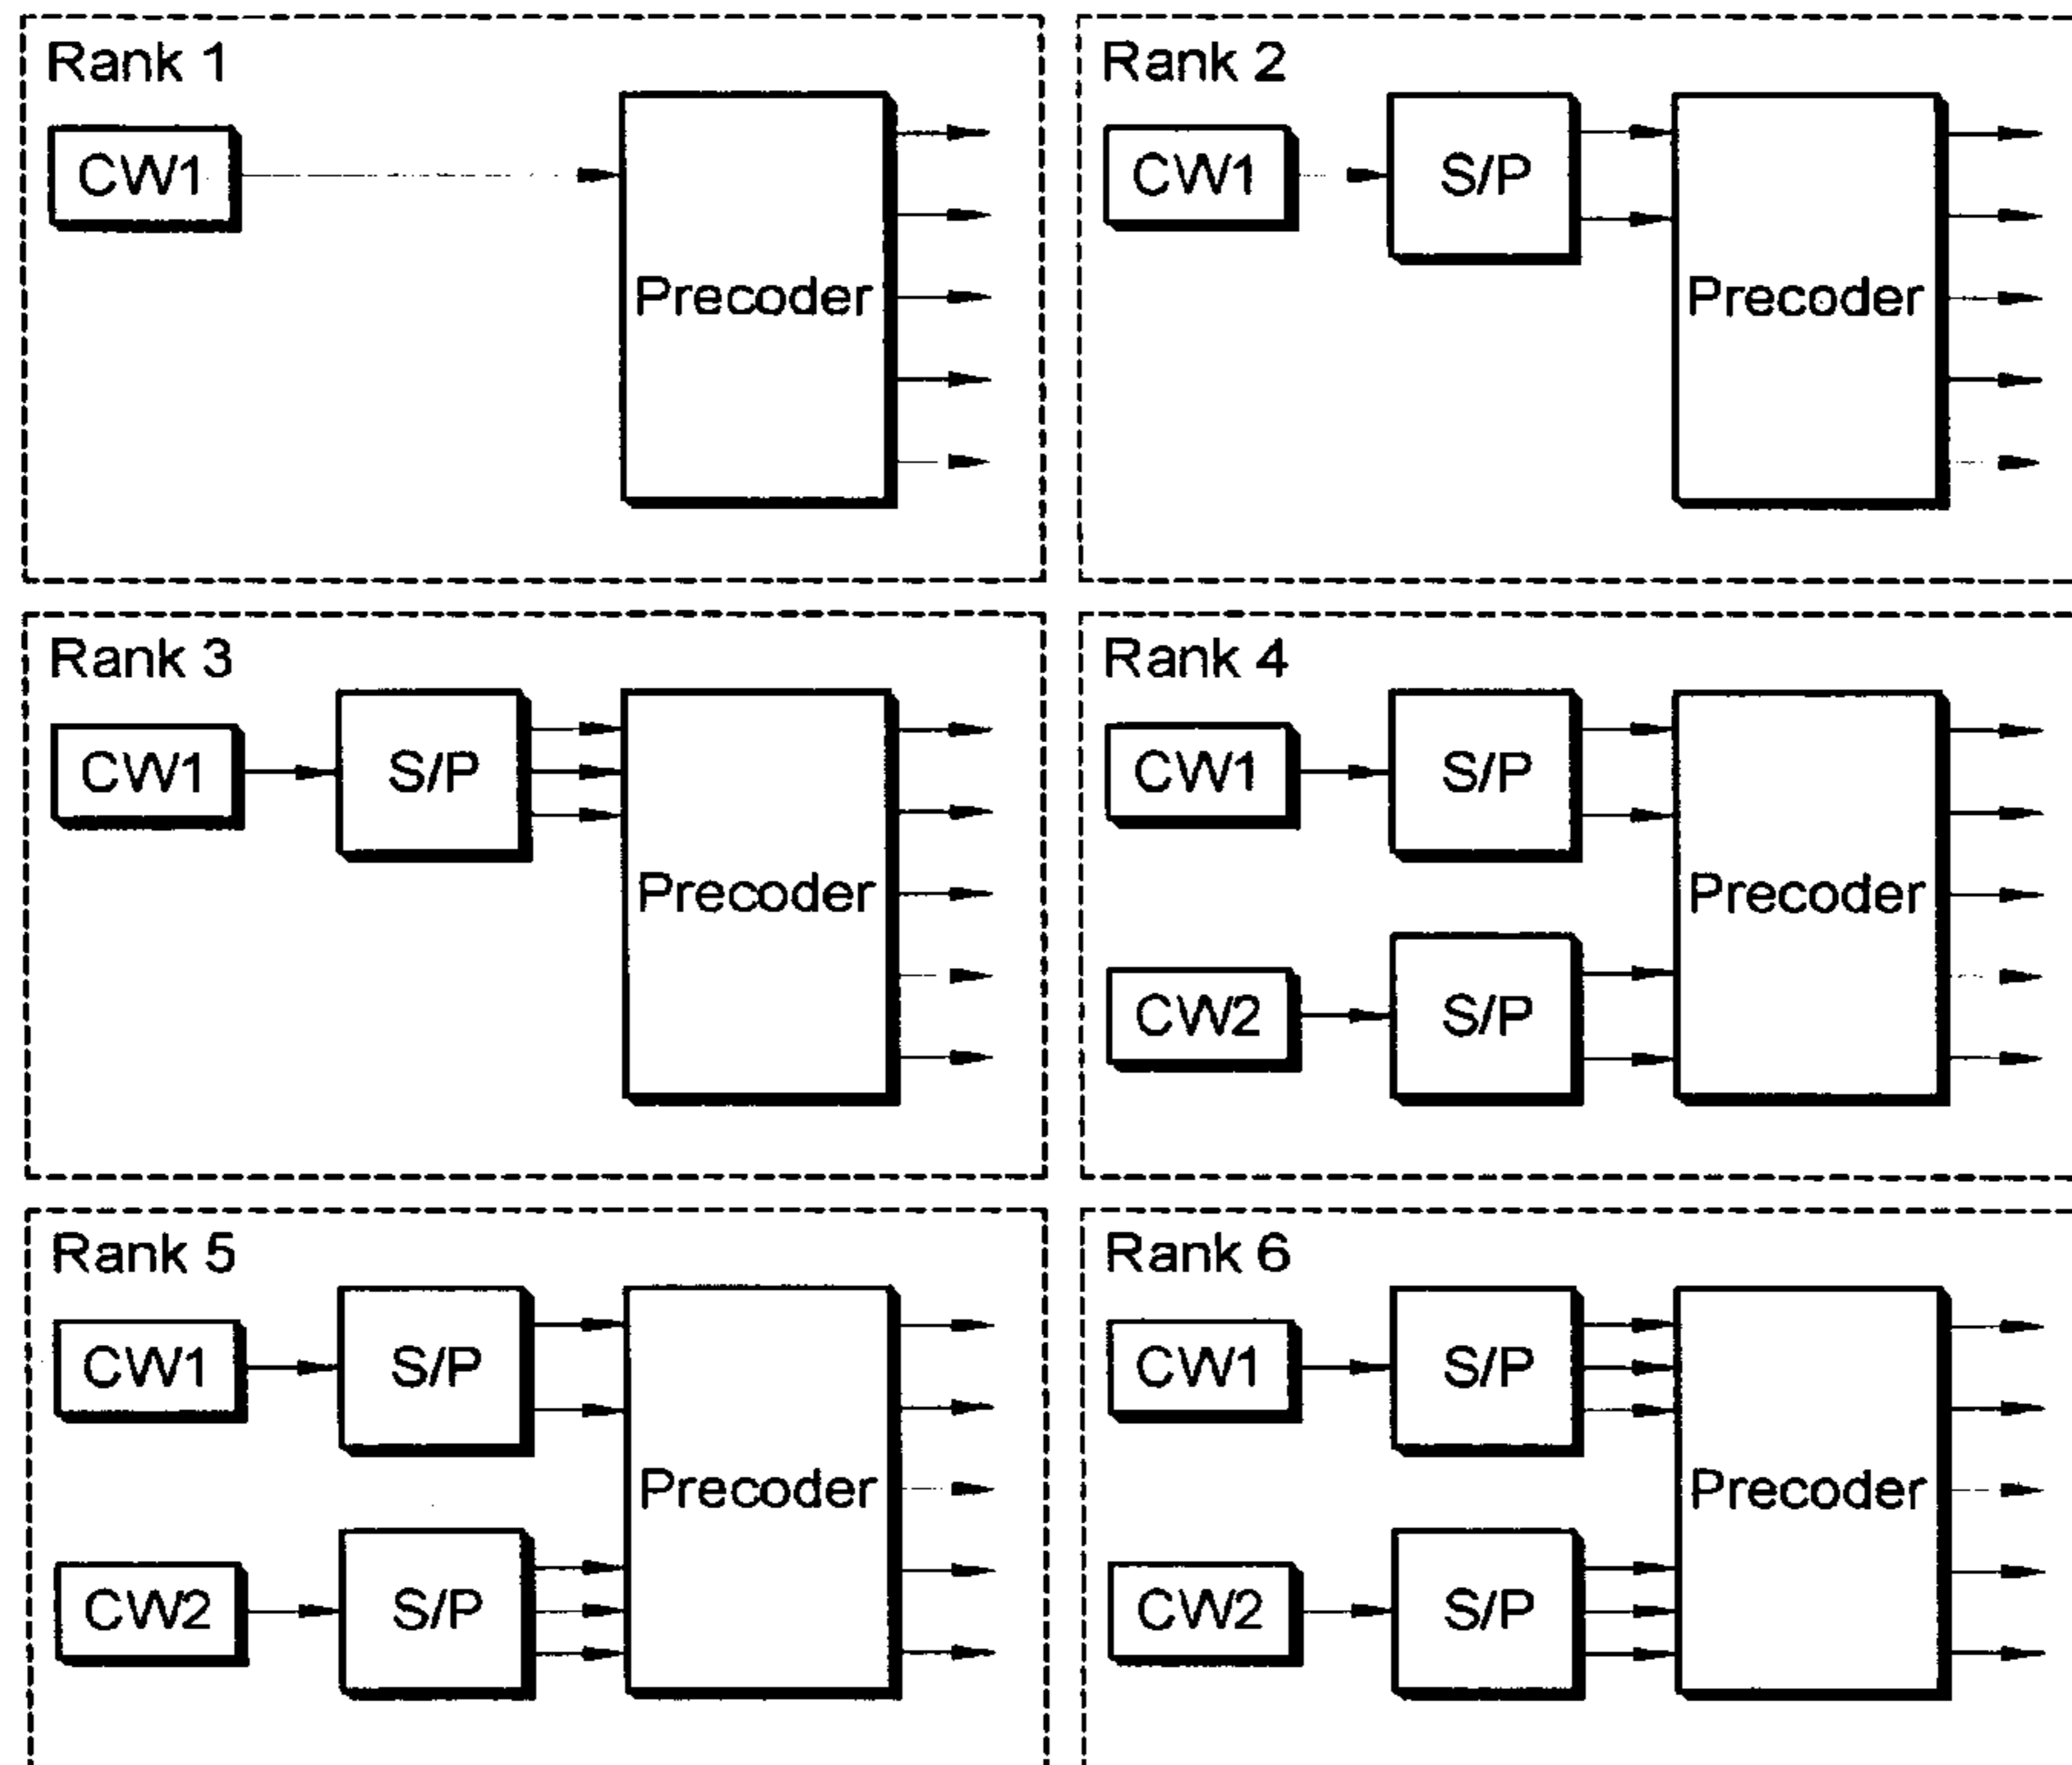 Rank 1
CW1
Precoder
Rank 2
CW1
S/P
Precoder
Rank 3
CW1
S/P
Precoder
Rank 4
CW1
S/P
Precoder
CW2
S/P
Rank 5
CW1
S/P
Precoder
CW2
S/P
Rank 6
CW1
S/P
Precoder
CW2
S/P